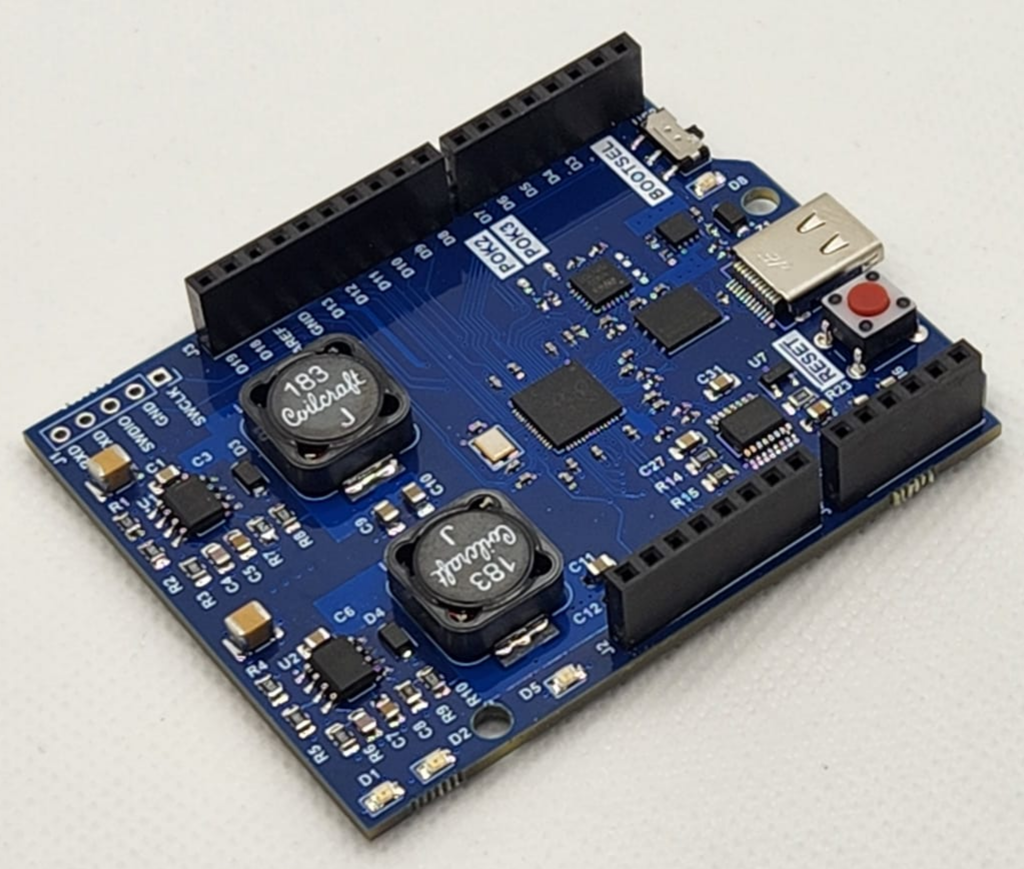 D3
D4
D5
D6
D7
D8
D9
D10
D11
D12
D13
GND
AREF
D18
D19
J3
BOOTSEL
D8
POK2
POK3
RESET
U7
R23
C31
C27
R14
R15
SWCLK
GND
SWDIO
RXD
J1
183
Coilcraft
J
D3
C3
R8
R7
C5
C4
R3
R2
C10
C9
183
Coilcraft
J
C11
C12
J2
C6
D4
U2
R4
R10
R9
C8
C7
R6
R5
D5
D2
D1